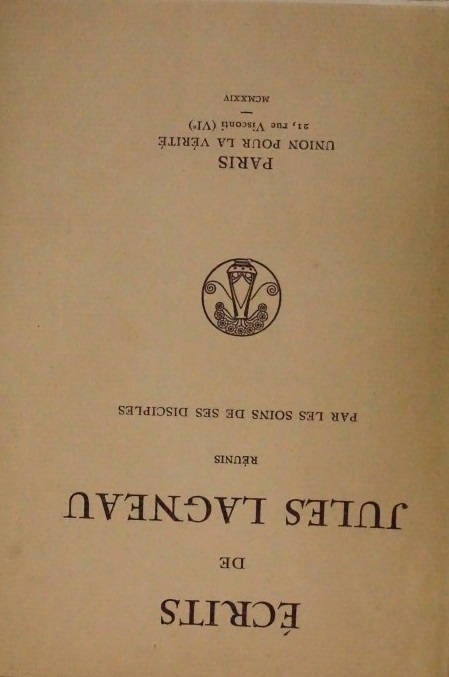 ÉCRITS
DE
JULES LAGNEAU
RÉUNIS
PAR LES SOINS DE SES DISCIPLES
PARIS
UNION POUR LA VÉRITÉ
21, rue Visconti (VIᵉ)
—
MCMXXIV